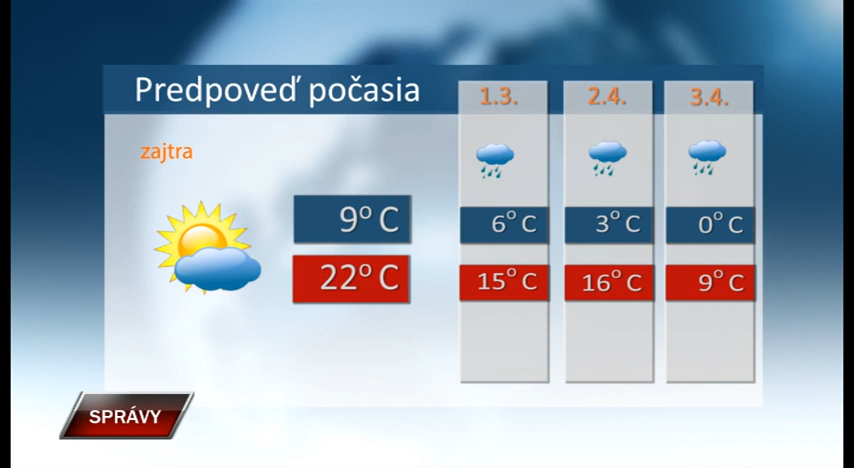 Predpoveď počasia
zajtra
9° C
22° C
1.3.
6° C
15° C
2.4.
3° C
16° C
3.4.
0° C
9° C
SPRÁVY